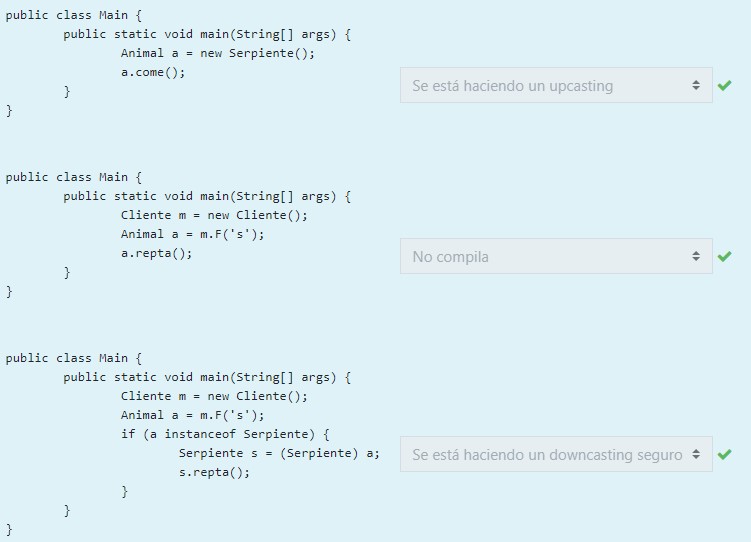 public class Main {
public static void main(String[] args) {
Animal a = new Serpiente();
a.come();
}
}
Se está haciendo un upcasting
public class Main {
public static void main(String[] args) {
Cliente m = new Cliente();
Animal a = m.F('s');
a.repta();
}
}
No compila
public class Main {
public static void main(String[] args) {
Cliente m = new Cliente();
Animal a = m.F('s');
if (a instanceof Serpiente) {
Serpiente s = (Serpiente) a;
s.repta();
}
}
}
Se está haciendo un downcasting seguro